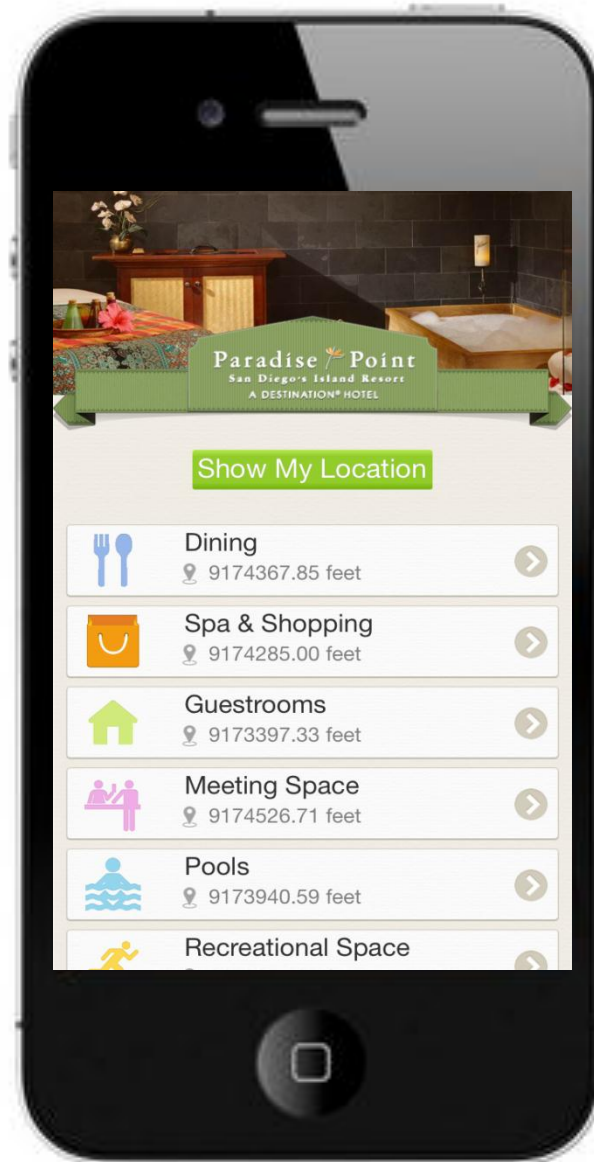 Paradise Point
San Diego's Island Resort
A DESTINATION® HOTEL
Show My Location
Dining
9174367.85 feet
Spa & Shopping
9174285.00 feet
Guestrooms
9173397.33 feet
Meeting Space
9174526.71 feet
Pools
9173940.59 feet
Recreational Space